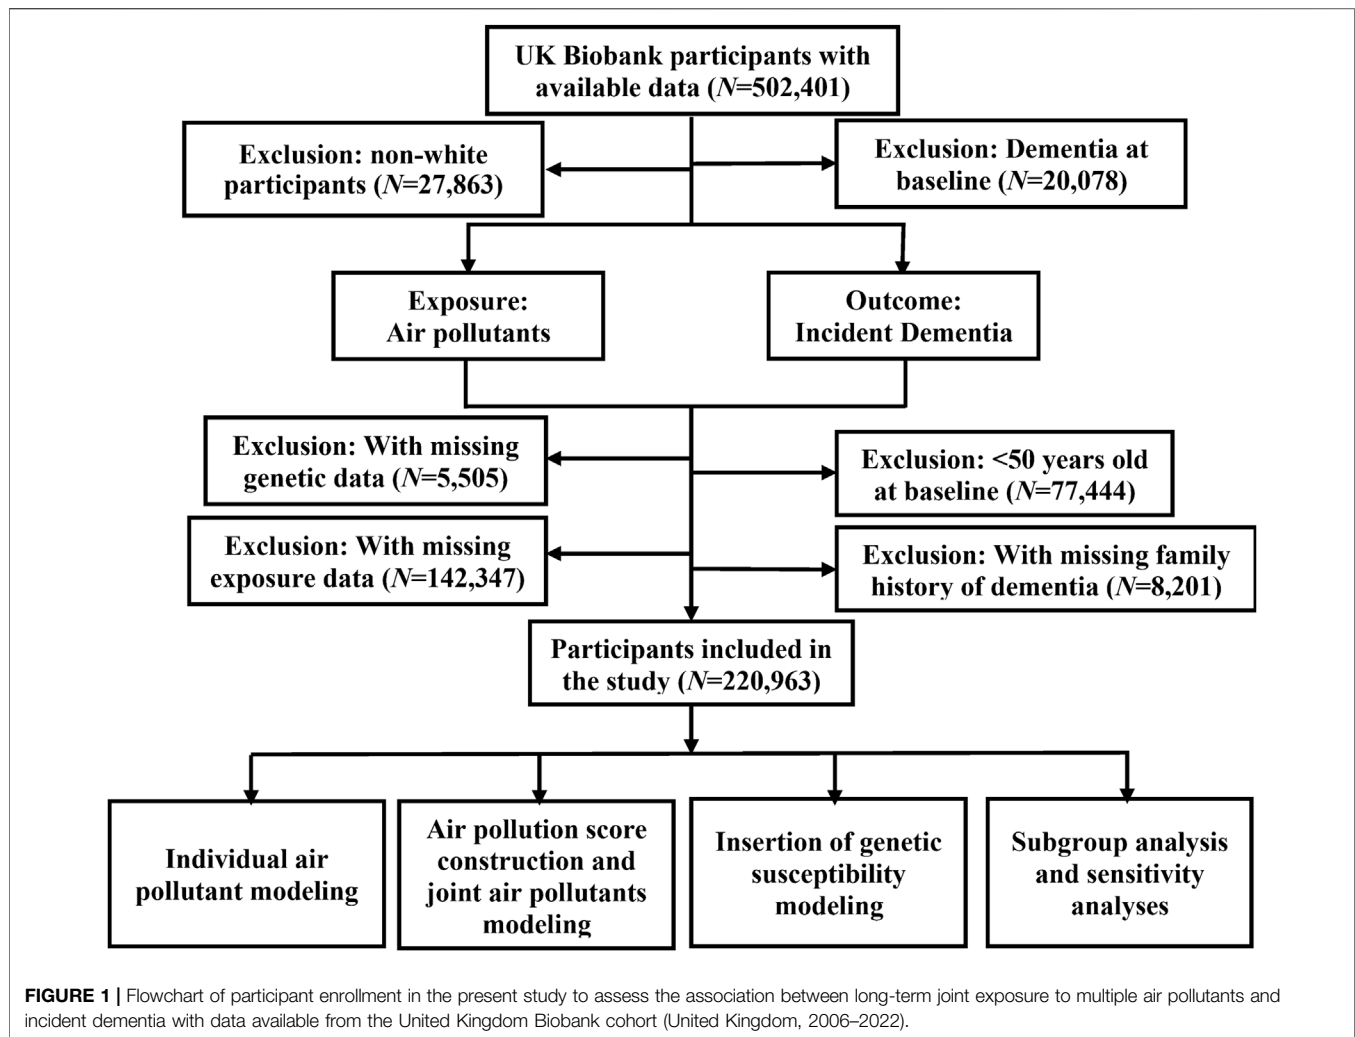 UK Biobank participants with
available data (N=502,401)
Exclusion: non-white
participants (N=27,863)
Exclusion: Dementia at
baseline (N=20,078)
Exposure:
Air pollutants
Outcome:
Incident Dementia
Exclusion: With missing
genetic data (N=5,505)
Exclusion: <50 years old
at baseline (N=77,444)
Exclusion: With missing
exposure data (N=142,347)
Exclusion: With missing family
history of dementia (N=8,201)
Participants included in
the study (N=220,963)
Individual air
pollutant modeling
Air pollution score
construction and
joint air pollutants
modeling
Insertion of genetic
susceptibility
modeling
Subgroup analysis
and sensitivity
analyses
FIGURE 1 | Flowchart of participant enrollment in the present study to assess the association between long-term joint exposure to multiple air pollutants and
incident dementia with data available from the United Kingdom Biobank cohort (United Kingdom, 2006–2022).